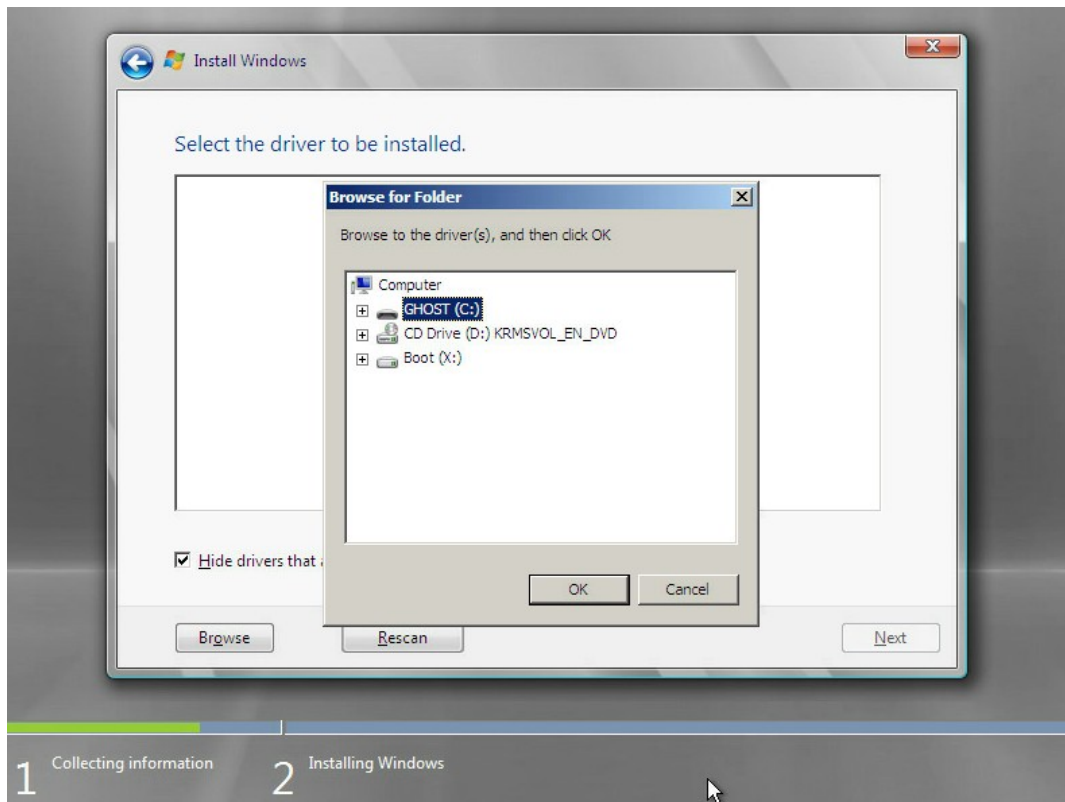 Install Windows
Select the driver to be installed.
Browse for Folder
Browse to the driver(s), and then click OK
Computer
GHOST (C:)
CD Drive (D:) KRMSVOL_EN_DVD
Boot (X:)
Hide drivers that
OK Cancel
Browse Rescan Next
1 Collecting information 2 Installing Windows